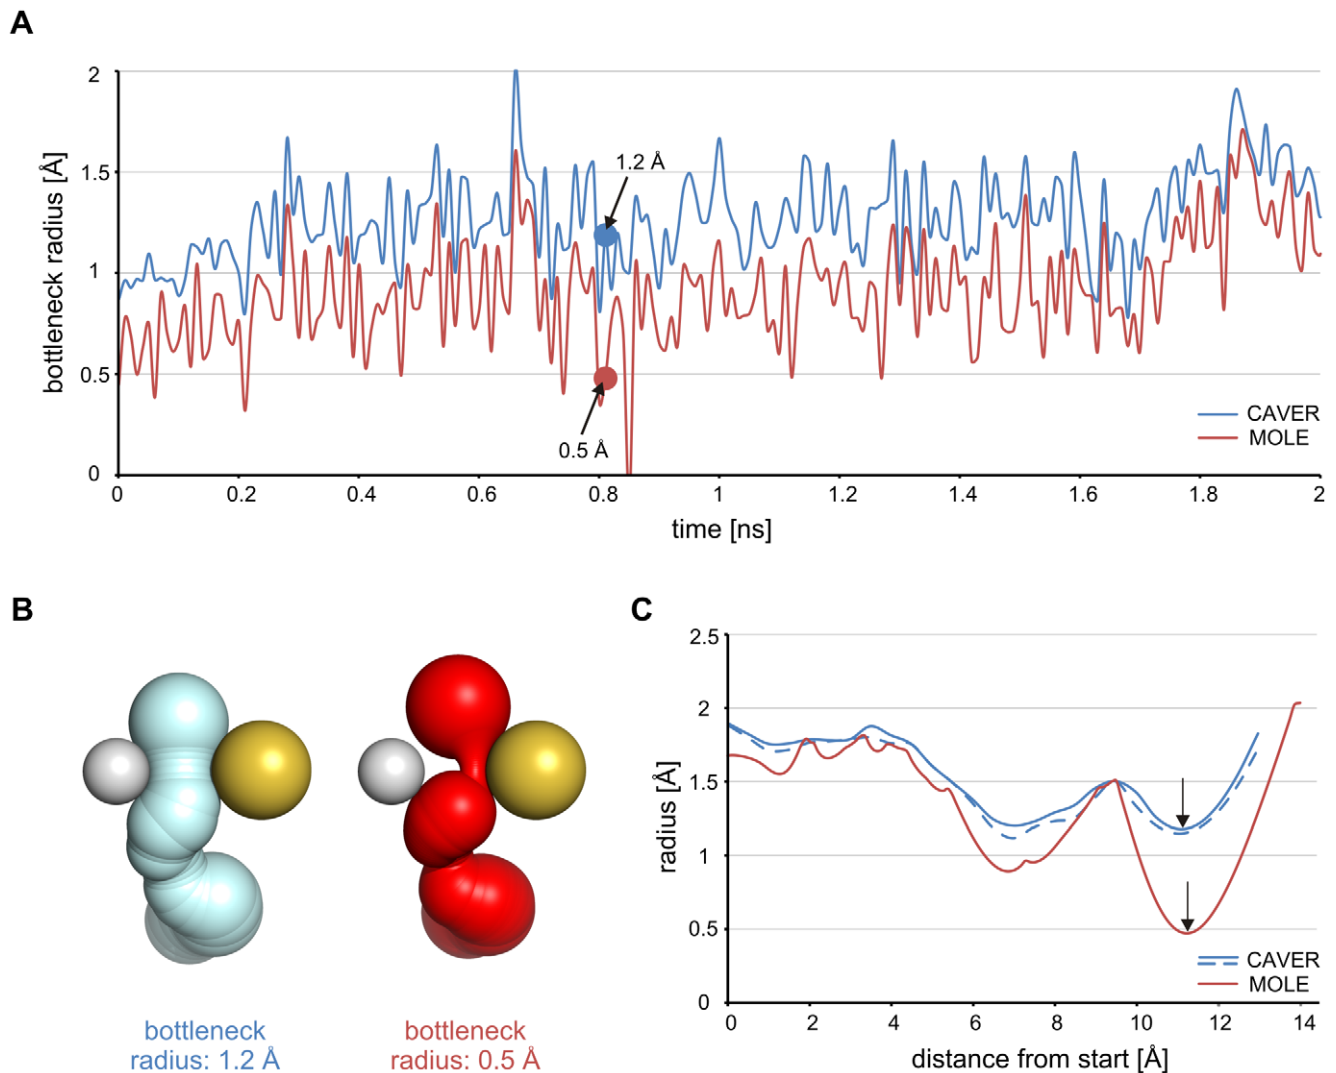 A
bottleneck radius [Å]
2
1.5
1
0.5
0
1.2 Å
0.5 Å
CAVER
MOLE
0 0.2 0.4 0.6 0.8 1 1.2 1.4 1.6 1.8 2
time [ns]
B
bottleneck
radius: 1.2 Å
bottleneck
radius: 0.5 Å
C
radius [Å]
2.5
2
1.5
1
0.5
0
CAVER
MOLE
0 2 4 6 8 10 12 14
distance from start [Å]